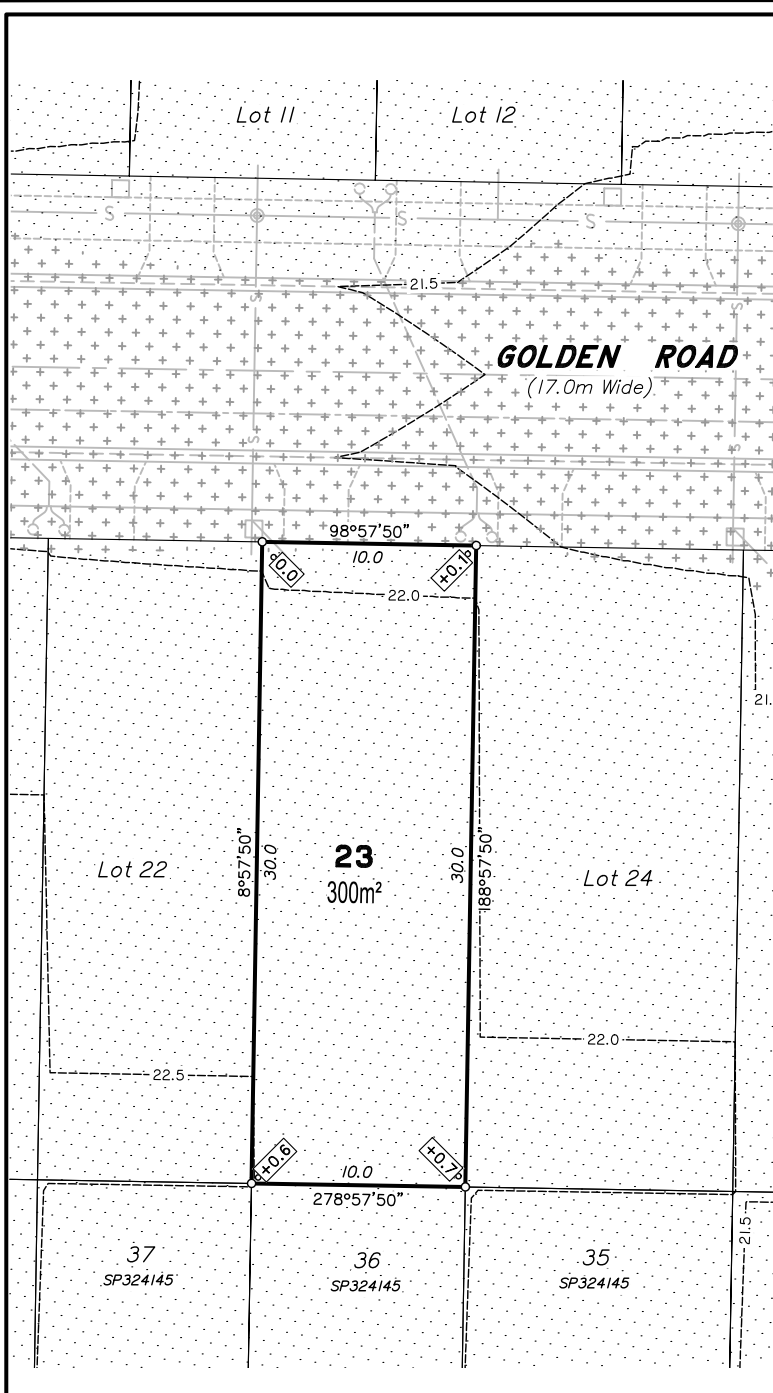 Lot 11
Lot 12
S
S
S
21.5
S
S
GOLDEN ROAD
(17.0m Wide)
S
S
98°57'50"
10.0
0.0
+0.1
22.0
21.
8°57'50"
30.0
23
300m²
30.0
188°57'50"
Lot 22
Lot 24
22.0
22.5
+0.6
10.0
+0.7
278°57'50"
21.5
37
SP324145
36
SP324145
35
SP324145